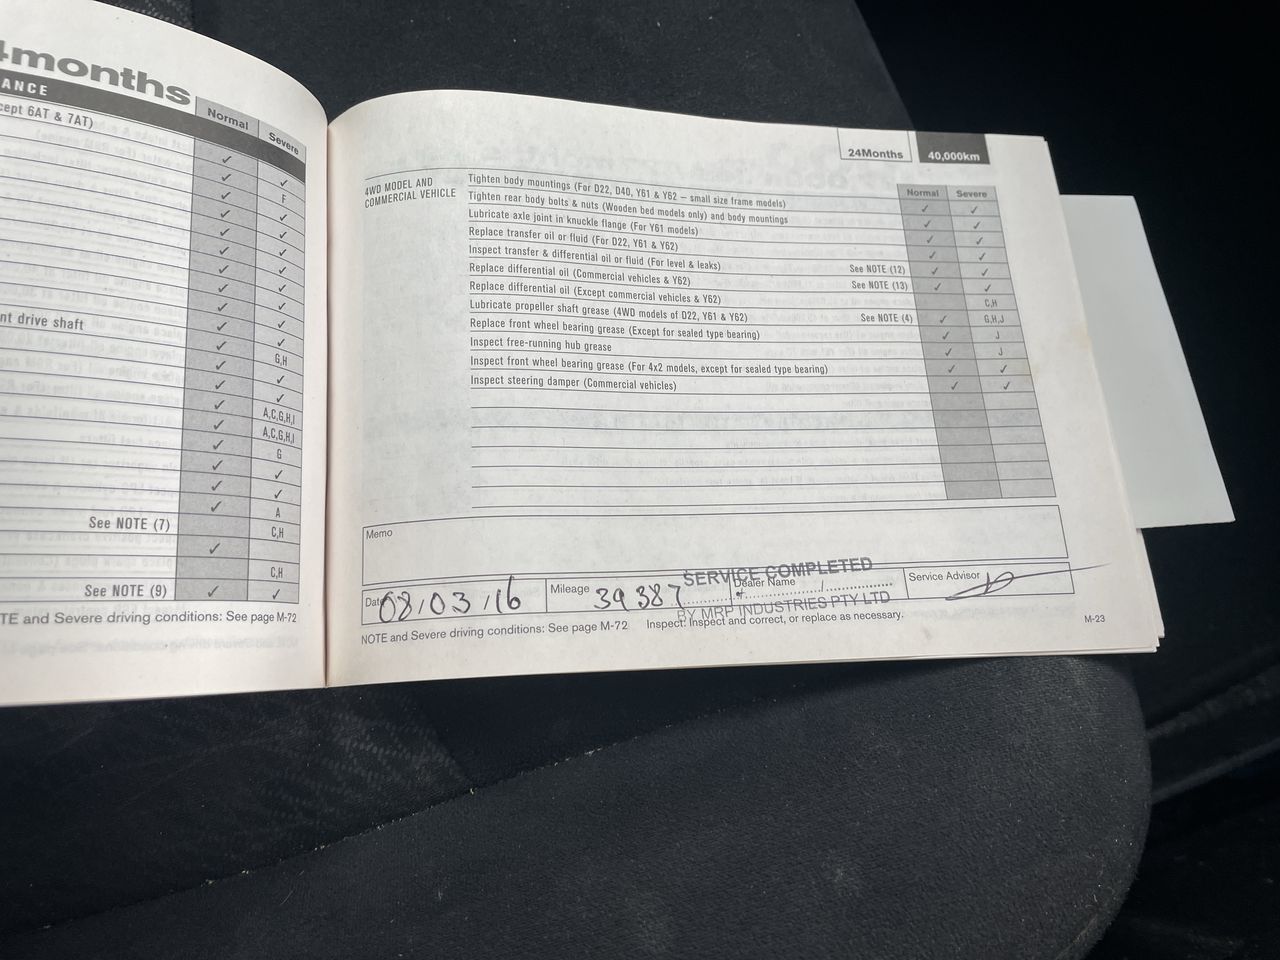 4months
ANCE
Normal
Severe
cept 6AT & 7AT)
✓
✓ ✓
✓ F
✓ ✓
✓ ✓
✓ ✓
✓ ✓
✓ ✓
✓ ✓
nt drive shaft
✓ ✓
✓ G,H
✓ ✓
✓ ✓
✓ A,C,G,H,I
✓ A,C,G,H,I
✓ G
✓ ✓
✓ ✓
✓ A
See NOTE (7) C,H
✓
C,H
See NOTE (9) ✓ ✓
TE and Severe driving conditions: See page M-72
24Months 40,000km
4WD MODEL AND
COMMERCIAL VEHICLE
Normal Severe
Tighten body mountings (For D22, D40, Y61 & Y62 – small size frame models) ✓ ✓
Tighten rear body bolts & nuts (Wooden bed models only) and body mountings ✓ ✓
Lubricate axle joint in knuckle flange (For Y61 models) ✓ ✓
Replace transfer oil or fluid (For D22, Y61 & Y62) ✓ ✓
Inspect transfer & differential oil or fluid (For level & leaks) See NOTE (12) ✓ ✓
Replace differential oil (Commercial vehicles & Y62) See NOTE (13) ✓ ✓
Replace differential oil (Except commercial vehicles & Y62) C,H
Lubricate propeller shaft grease (4WD models of D22, Y61 & Y62) See NOTE (4) ✓ G,H,J
Replace front wheel bearing grease (Except for sealed type bearing) ✓ J
Inspect free-running hub grease ✓ J
Inspect front wheel bearing grease (For 4x2 models, except for sealed type bearing) ✓ ✓
Inspect steering damper (Commercial vehicles) ✓ ✓
Memo
SERVICE COMPLETED
Date 08/03/16 Mileage 39387 Dealer Name Service Advisor
BY MRP INDUSTRIES PTY LTD
NOTE and Severe driving conditions: See page M-72 Inspect: Inspect and correct, or replace as necessary.
M-23